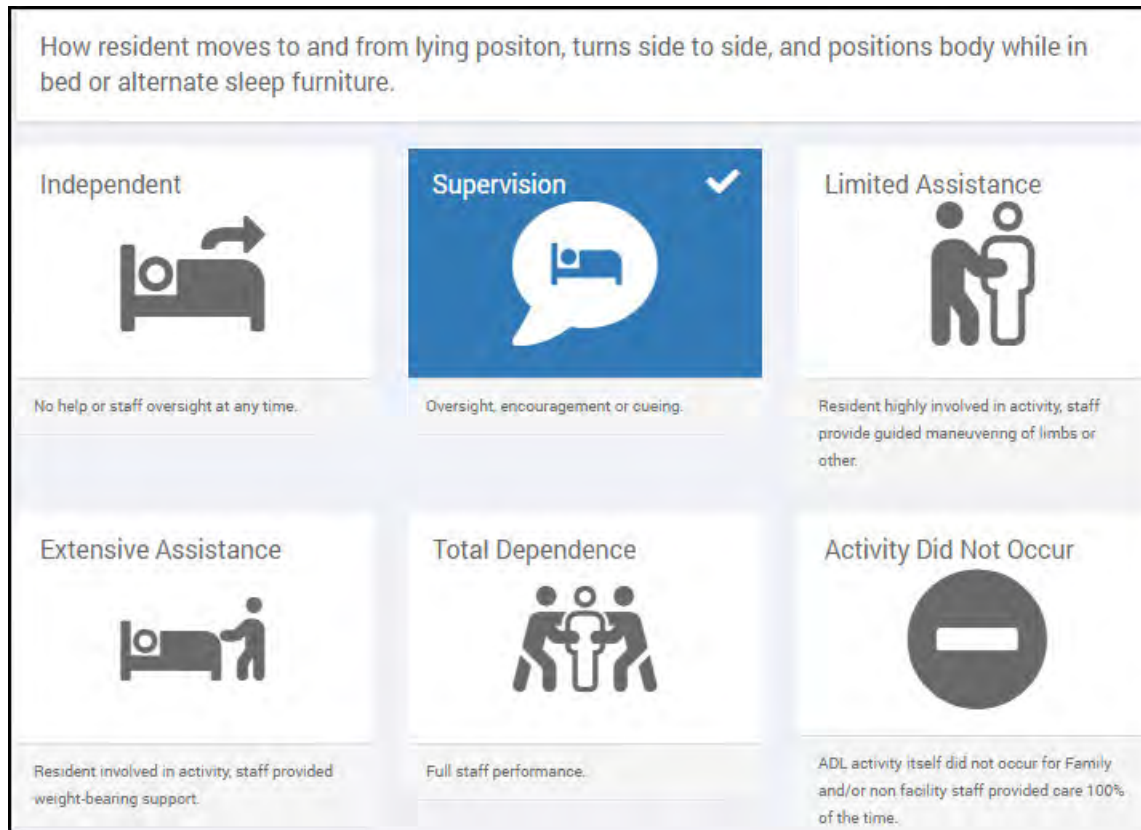 How resident moves to and from lying positon, turns side to side, and positions body while in
bed or alternate sleep furniture.
Independent
Supervision
Limited Assistance
No help or staff oversight at any time.
Oversight, encouragement or cueing.
Resident highly involved in activity, staff
provide guided maneuvering of limbs or
other.
Extensive Assistance
Total Dependence
Activity Did Not Occur
Resident involved in activity, staff provided
weight-bearing support.
Full staff performance.
ADL activity itself did not occur for Family
and/or non facility staff provided care 100%
of the time.